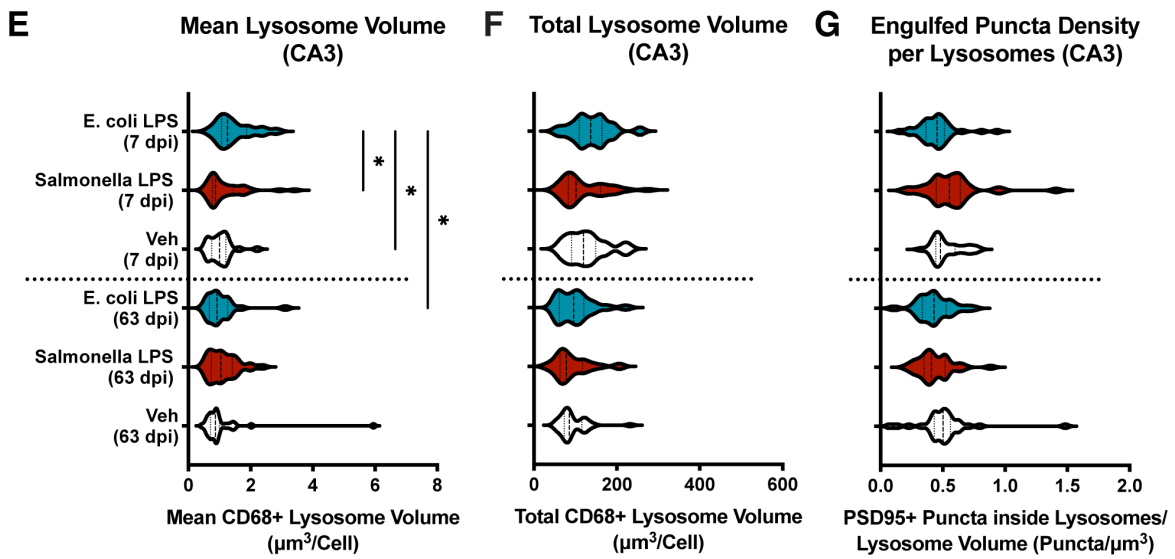 E
Mean Lysosome Volume
(CA3)
E. coli LPS
(7 dpi)
Salmonella LPS
(7 dpi)
Veh
(7 dpi)
E. coli LPS
(63 dpi)
Salmonella LPS
(63 dpi)
Veh
(63 dpi)
*
*
*
0 2 4 6 8
Mean CD68+ Lysosome Volume
(μm³/Cell)
F
Total Lysosome Volume
(CA3)
0 200 400 600
Total CD68+ Lysosome Volume
(μm³/Cell)
G
Engulfed Puncta Density
per Lysosomes (CA3)
0.0 0.5 1.0 1.5 2.0
PSD95+ Puncta inside Lysosomes/
Lysosome Volume (Puncta/μm³)